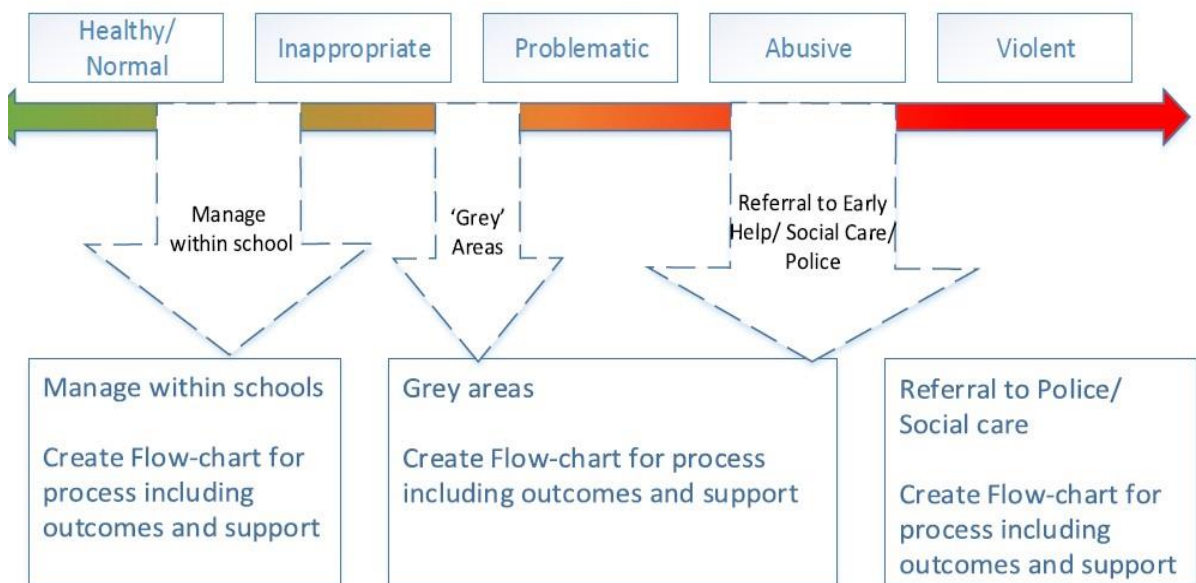 Healthy/
Normal
Inappropriate
Problematic
Abusive
Violent
Manage
within school
‘Grey’
Areas
Referral to Early
Help/ Social Care/
Police
Manage within schools
Create Flow-chart for
process including
outcomes and support
Grey areas
Create Flow-chart for process
including outcomes and support
Referral to Police/
Social care
Create Flow-chart for
process including
outcomes and support